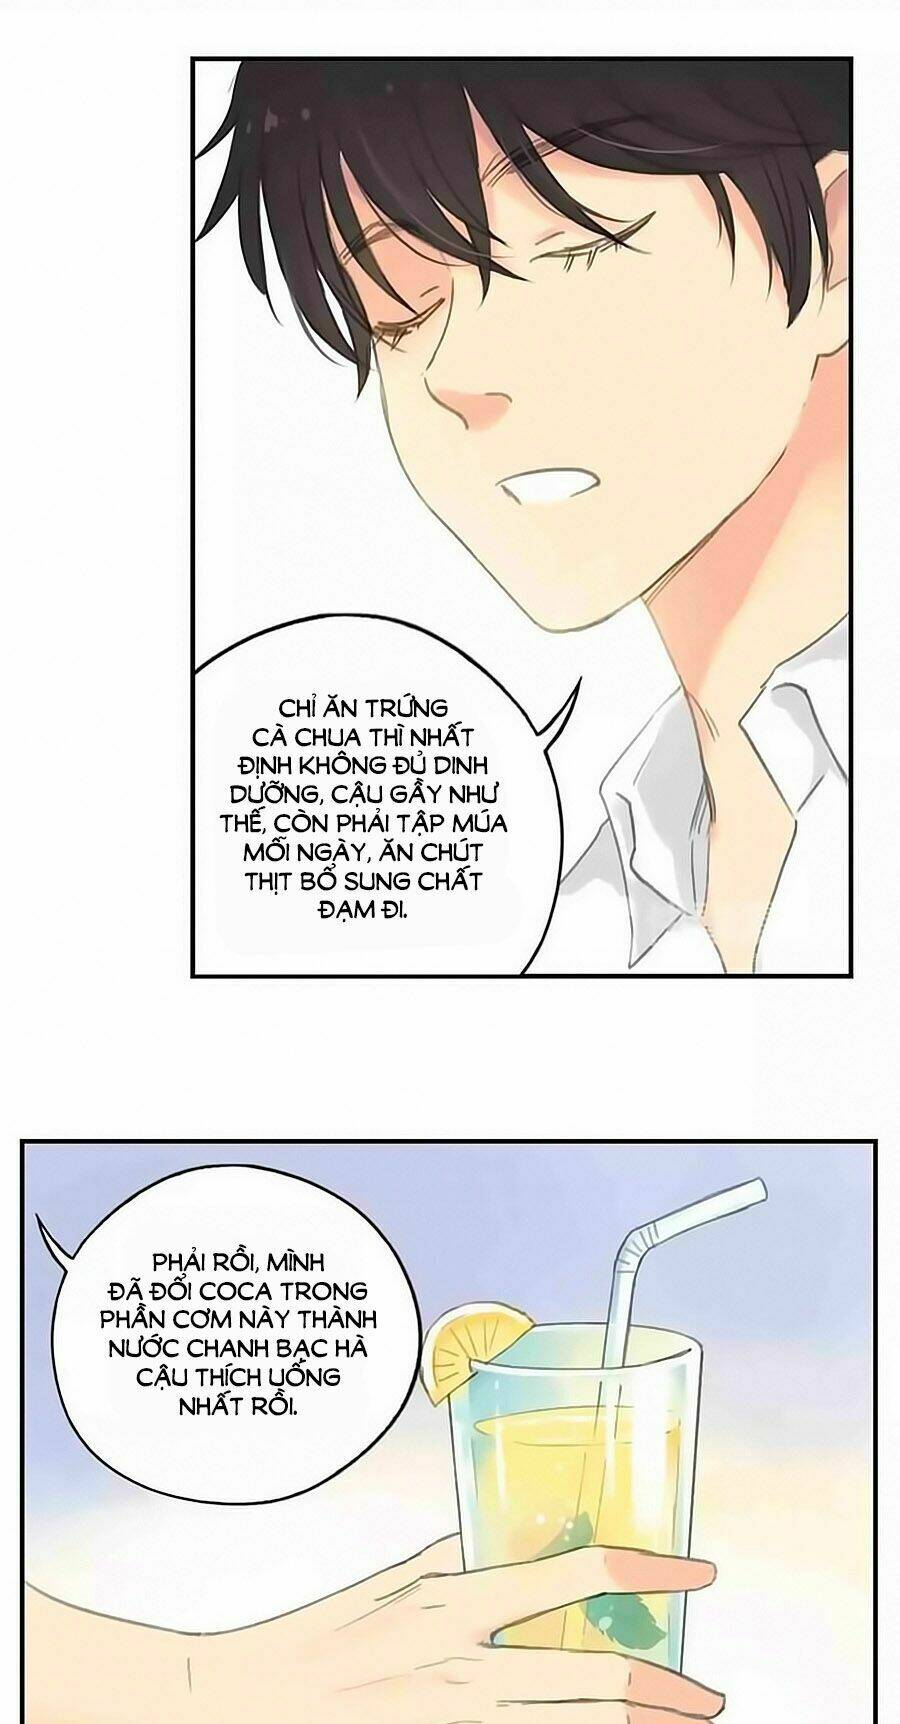 CHỈ ĂN TRỨNG
CÀ CHUA THÌ NHẤT
ĐỊNH KHÔNG ĐỦ DINH
DƯỠNG, CẬU GẦY NHƯ
THẾ, CÒN PHẢI TẬP MÚA
MỖI NGÀY, ĂN CHÚT
THỊT BỔ SUNG CHẤT
ĐẠM ĐI.
PHẢI RỒI, MÌNH
ĐÃ ĐỔI COCA TRONG
PHẦN CƠM NÀY THÀNH
NƯỚC CHANH BẠC HÀ
CẬU THÍCH UỐNG
NHẤT RỒI.